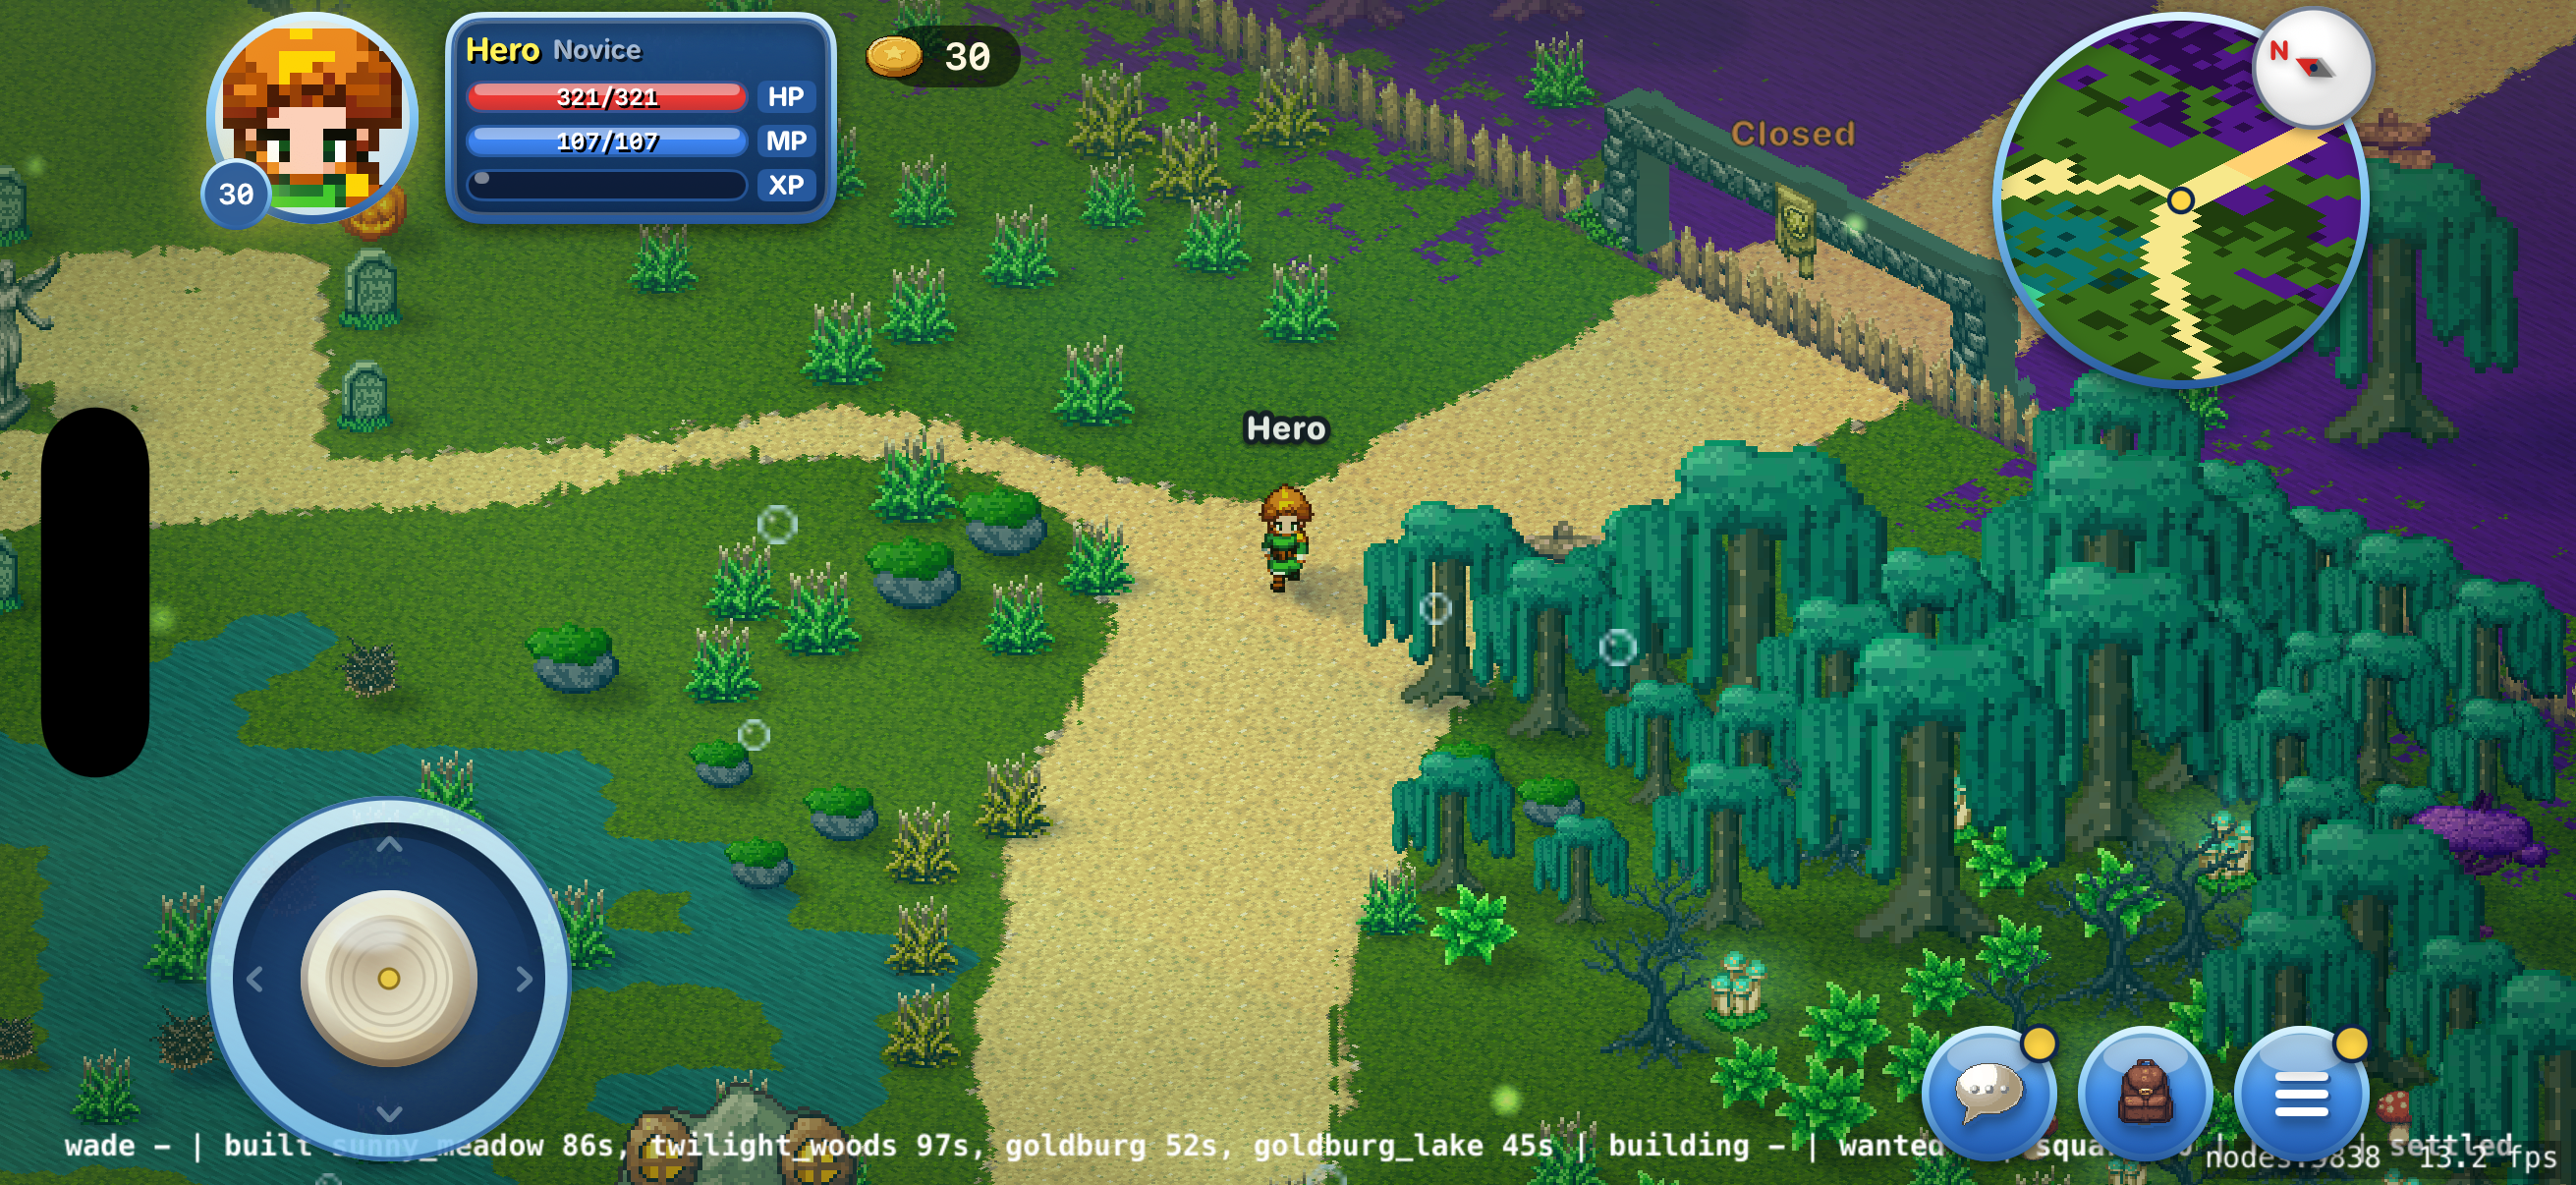 Hero Novice
30
321/321 HP
107/107 MP
XP
30
N
Closed
Hero
wade – | built sunny_meadow 86s, twilight_woods 97s, goldburg 52s, goldburg_lake 45s | building – | wanted
settled
13.2 fps